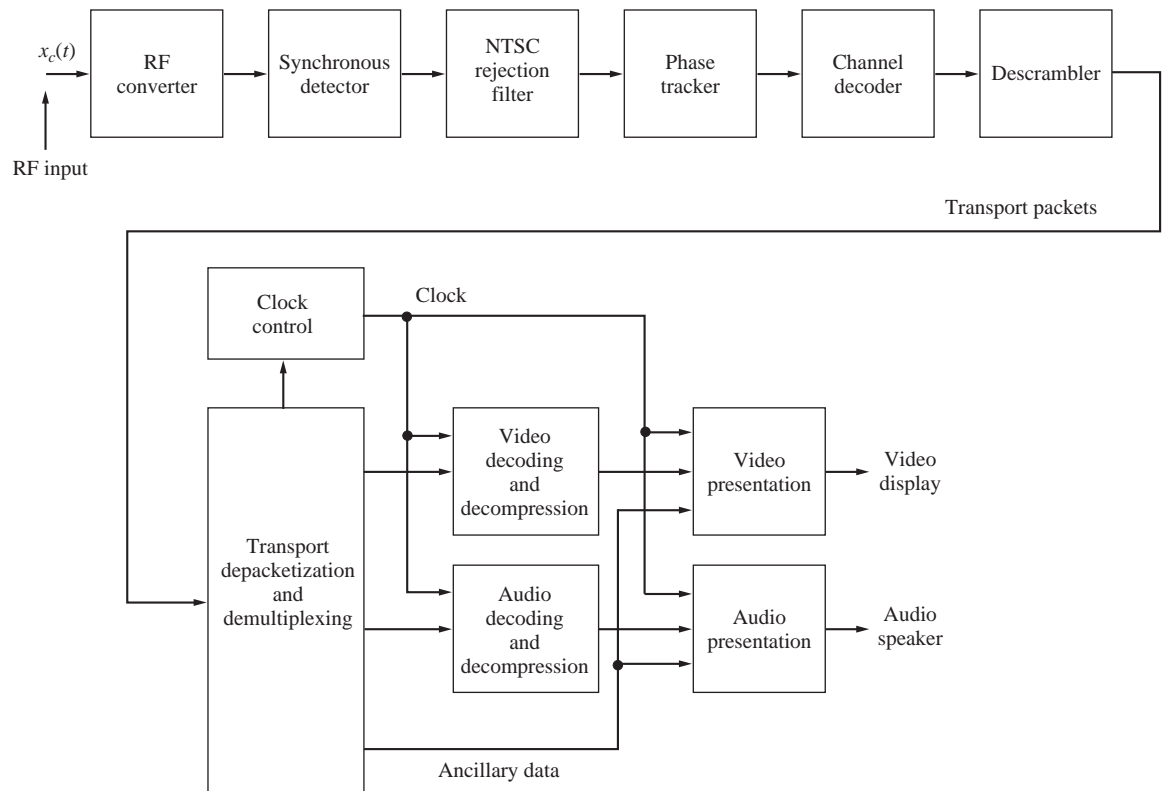 x_c(t)
RF input
RF
converter
Synchronous
detector
NTSC
rejection
filter
Phase
tracker
Channel
decoder
Descrambler
Transport packets
Clock
control
Clock
Transport
depacketization
and
demultiplexing
Video
decoding
and
decompression
Video
presentation
Video
display
Audio
decoding
and
decompression
Audio
presentation
Audio
speaker
Ancillary data